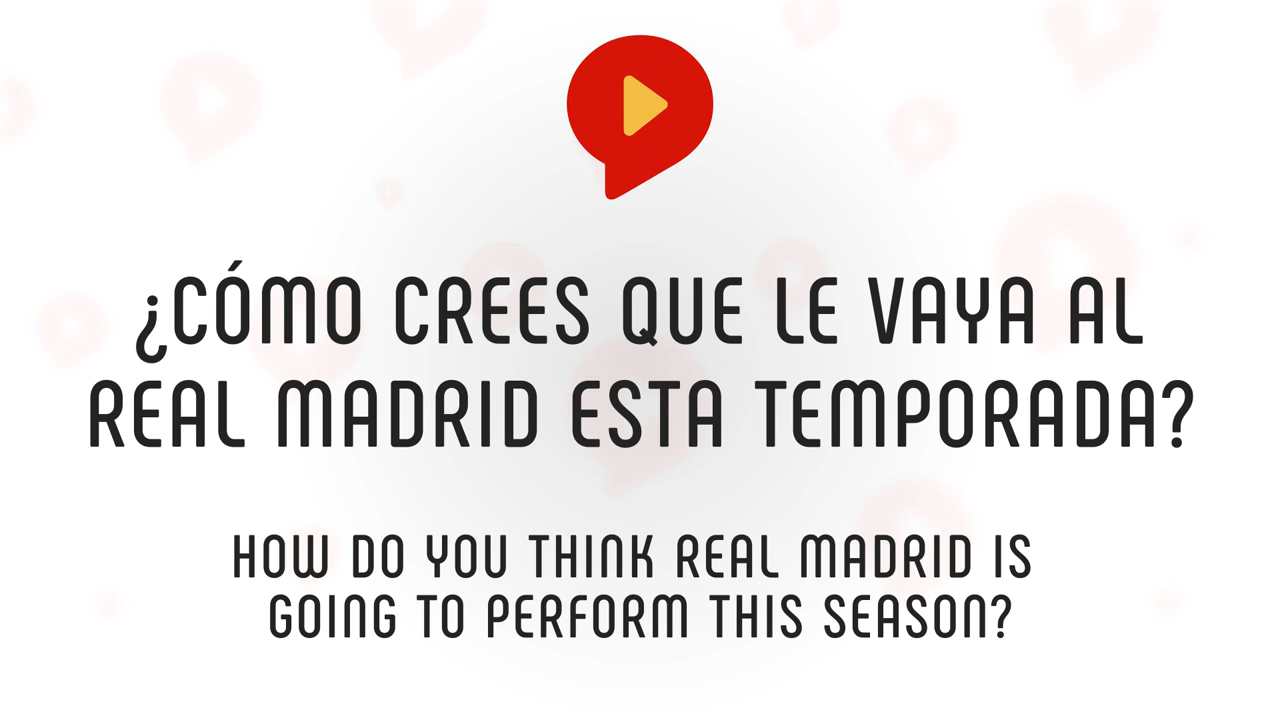 ¿CÓMO CREES QUE LE VAYA AL
REAL MADRID ESTA TEMPORADA?
HOW DO YOU THINK REAL MADRID IS
GOING TO PERFORM THIS SEASON?